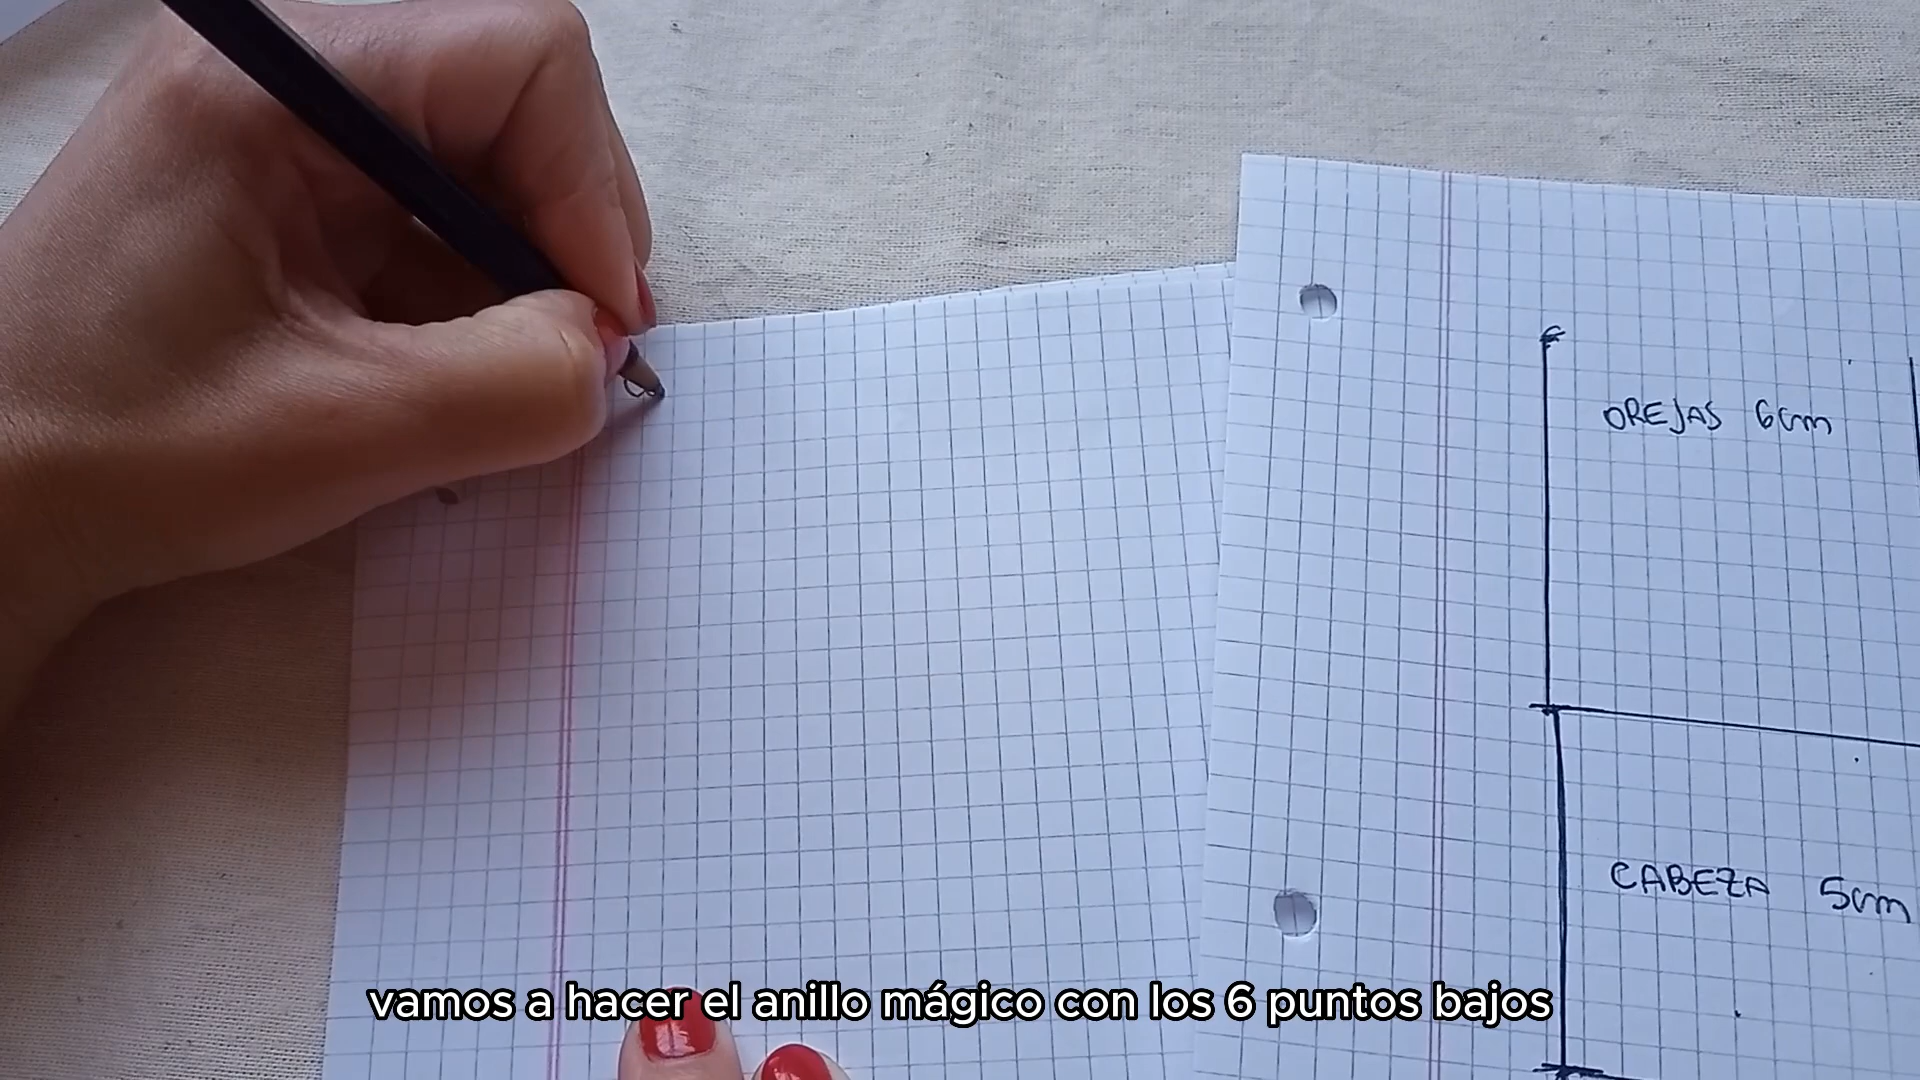 OREJAS 6cm
CABEZA 5cm
vamos a hacer el anillo mágico con los 6 puntos bajos